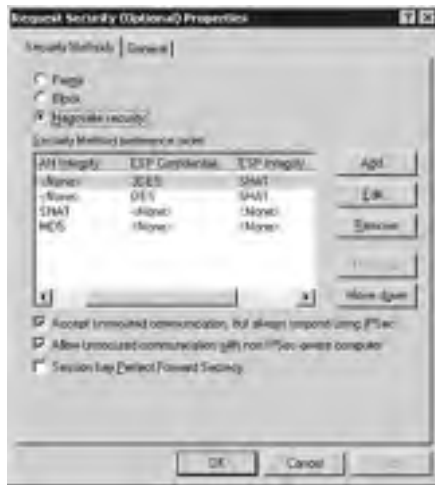 Request Security (Optional) Properties
Security Methods General
Permit
Block
Negotiate security:
Security Method preference order:
AH Integrity ESP Confidential... ESP Integrity
<None> 3DES SHA1
<None> DES SHA1
SHA1 <None> <None>
MD5 <None> <None>
Add...
Edit...
Remove
Move down
Accept unsecured communication, but always respond using IPSec
Allow unsecured communication with non IPSec-aware computer
Session key Perfect Forward Secrecy
OK Cancel